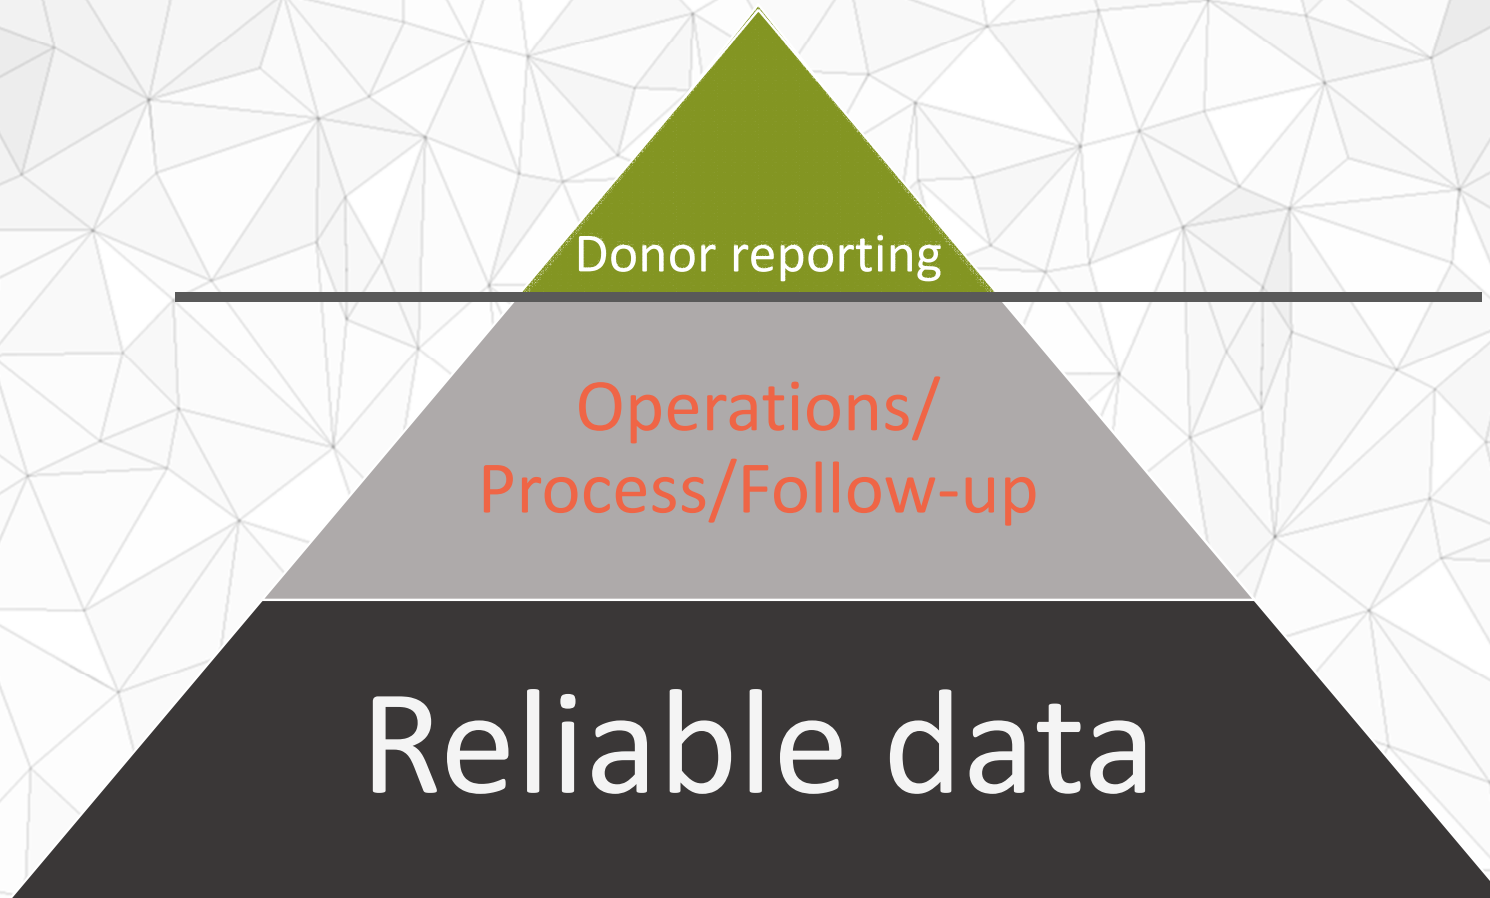 Donor reporting
Operations/
Process/Follow-up
Reliable data